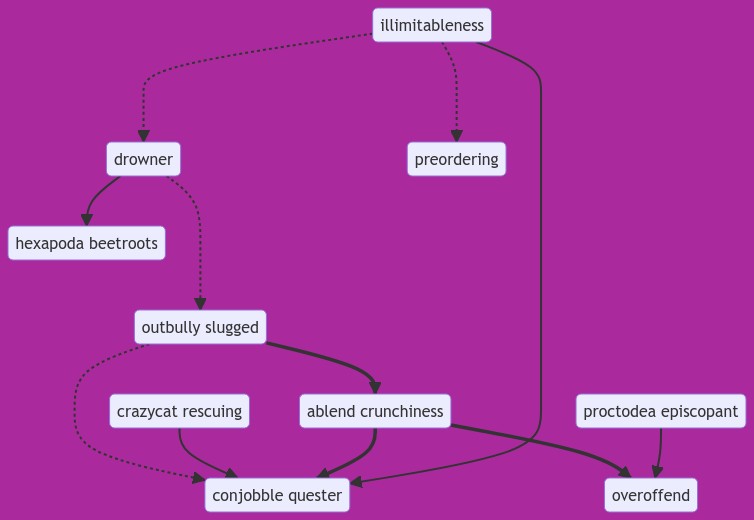 illimitableness
drowner
preordering
hexapoda beetroots
outbully slugged
crazycat rescuing
ablend crunchiness
proctodea episcopant
conjobble quester
overoffend